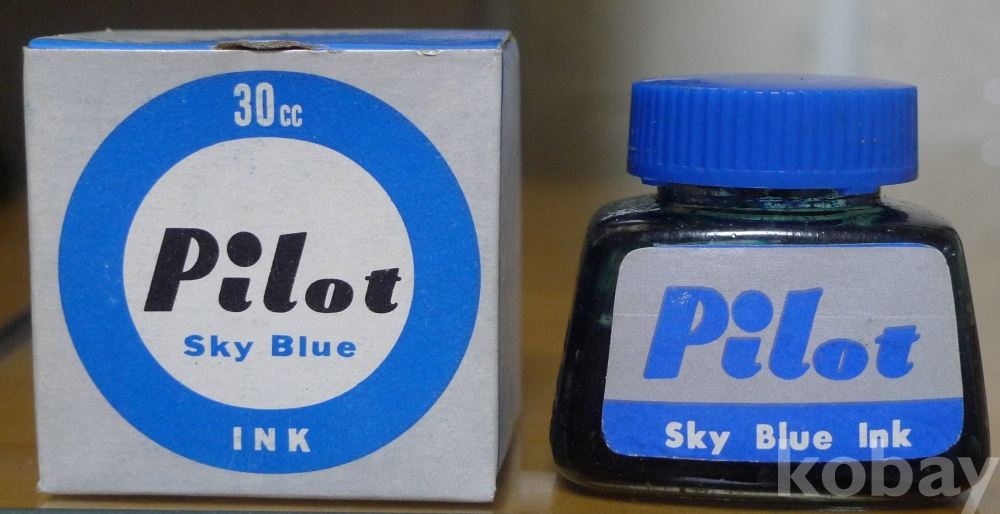 30cc
Pilot
Sky Blue
INK
Pilot
Sky Blue Ink
kobay